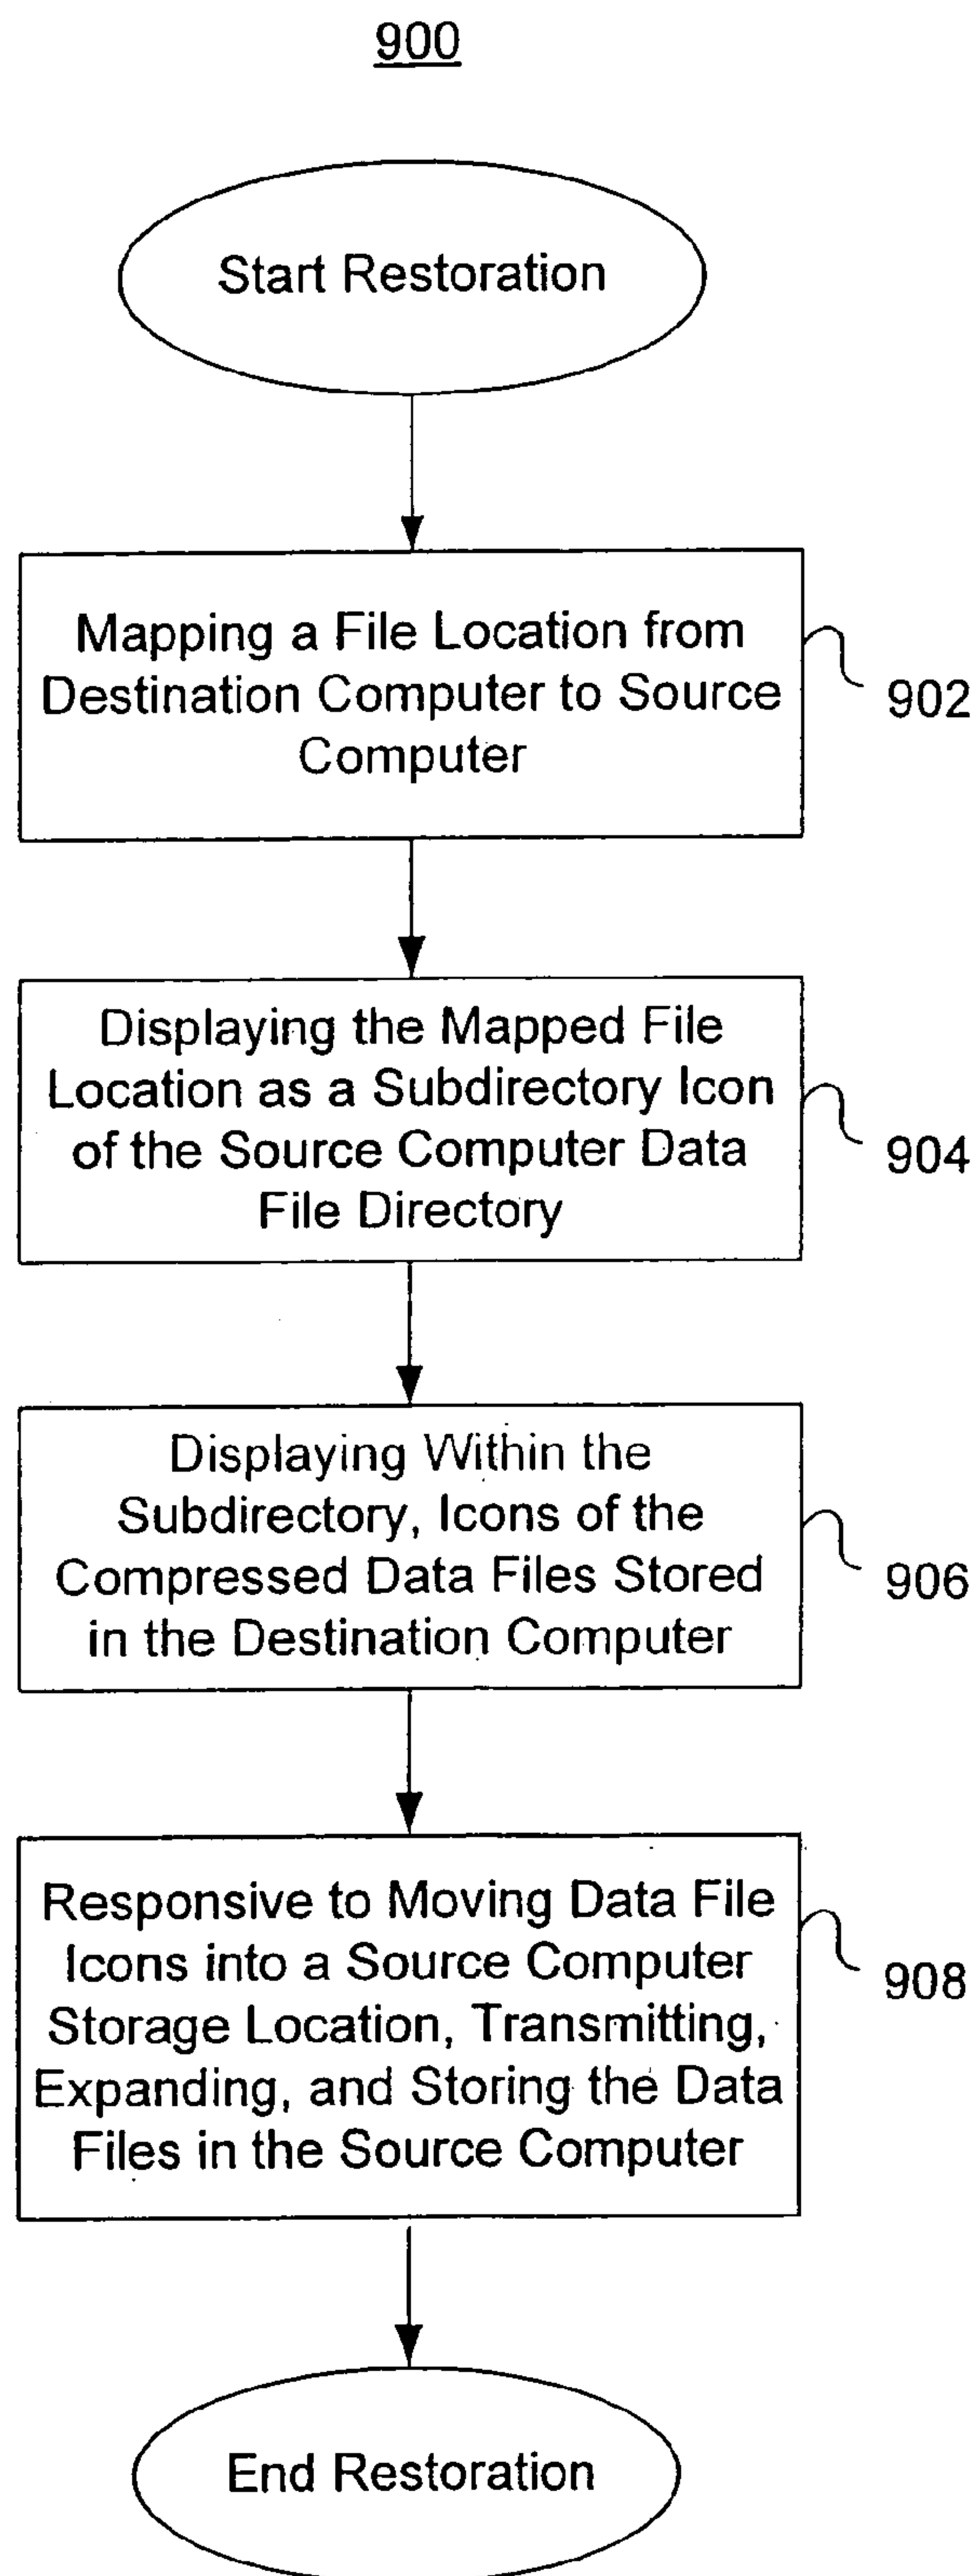 900
Start Restoration
Mapping a File Location from
Destination Computer to Source
Computer
902
Displaying the Mapped File
Location as a Subdirectory Icon
of the Source Computer Data
File Directory
904
Displaying Within the
Subdirectory, Icons of the
Compressed Data Files Stored
in the Destination Computer
906
Responsive to Moving Data File
Icons into a Source Computer
Storage Location, Transmitting,
Expanding, and Storing the Data
Files in the Source Computer
908
End Restoration